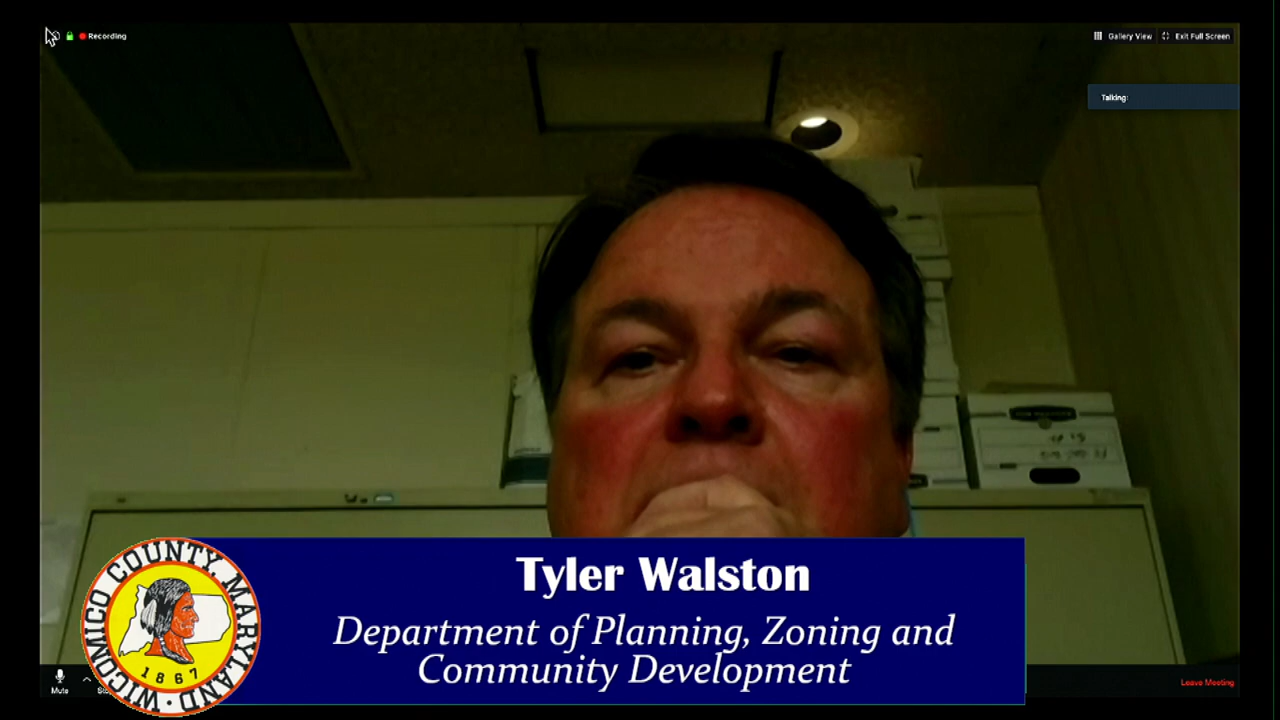 Recording
Gallery View
Exit Full Screen
Talking:
Tyler Walston
Department of Planning, Zoning and
Community Development
WICOMICO COUNTY, MARYLAND
1867
Mute
Leave Meeting